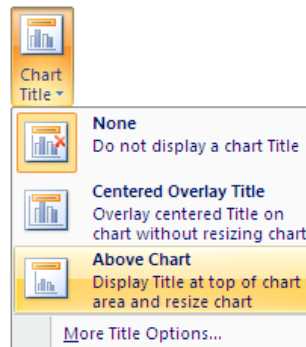 Chart
Title
None
Do not display a chart Title
Centered Overlay Title
Overlay centered Title on
chart without resizing chart
Above Chart
Display Title at top of chart
area and resize chart
More Title Options...